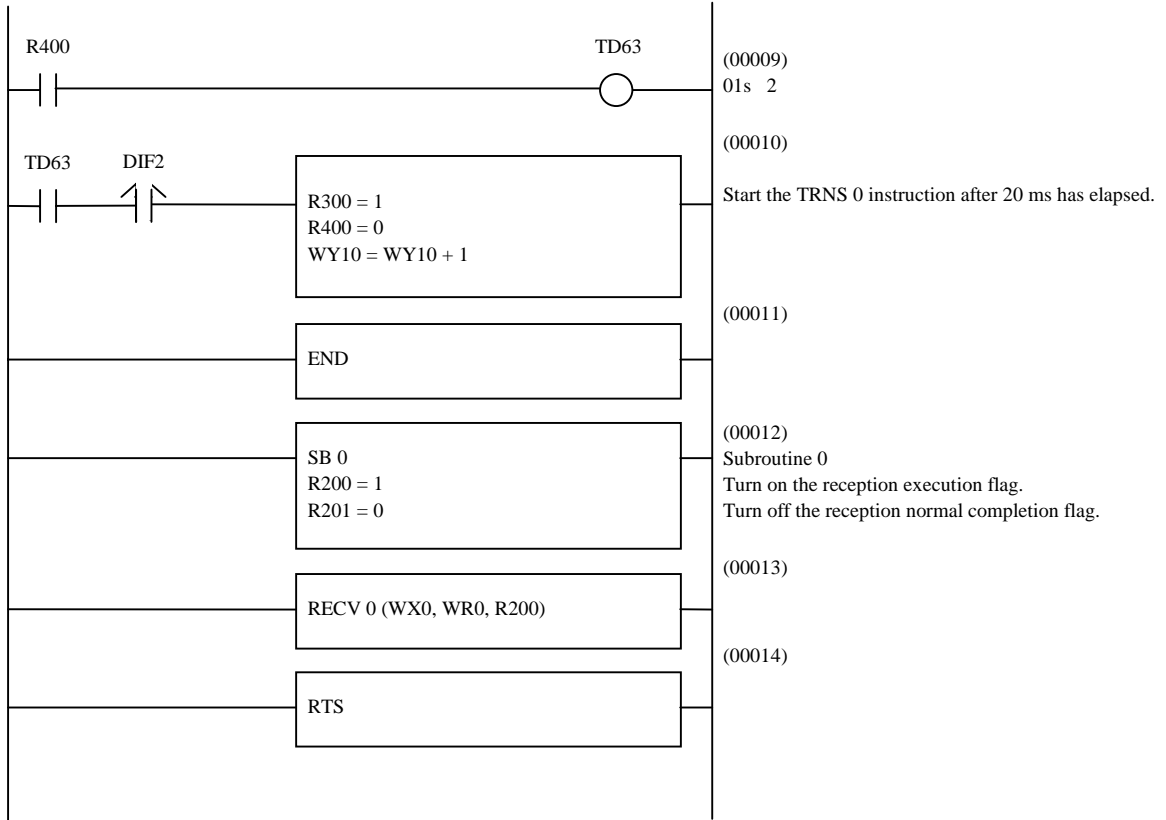 R400 TD63
(00009)
01s 2
(00010)
TD63 DIF2
Start the TRNS 0 instruction after 20 ms has elapsed.
R300 = 1
R400 = 0
WY10 = WY10 + 1
(00011)
END
(00012)
SB 0
Subroutine 0
R200 = 1
Turn on the reception execution flag.
R201 = 0
Turn off the reception normal completion flag.
(00013)
RECV 0 (WX0, WR0, R200)
(00014)
RTS